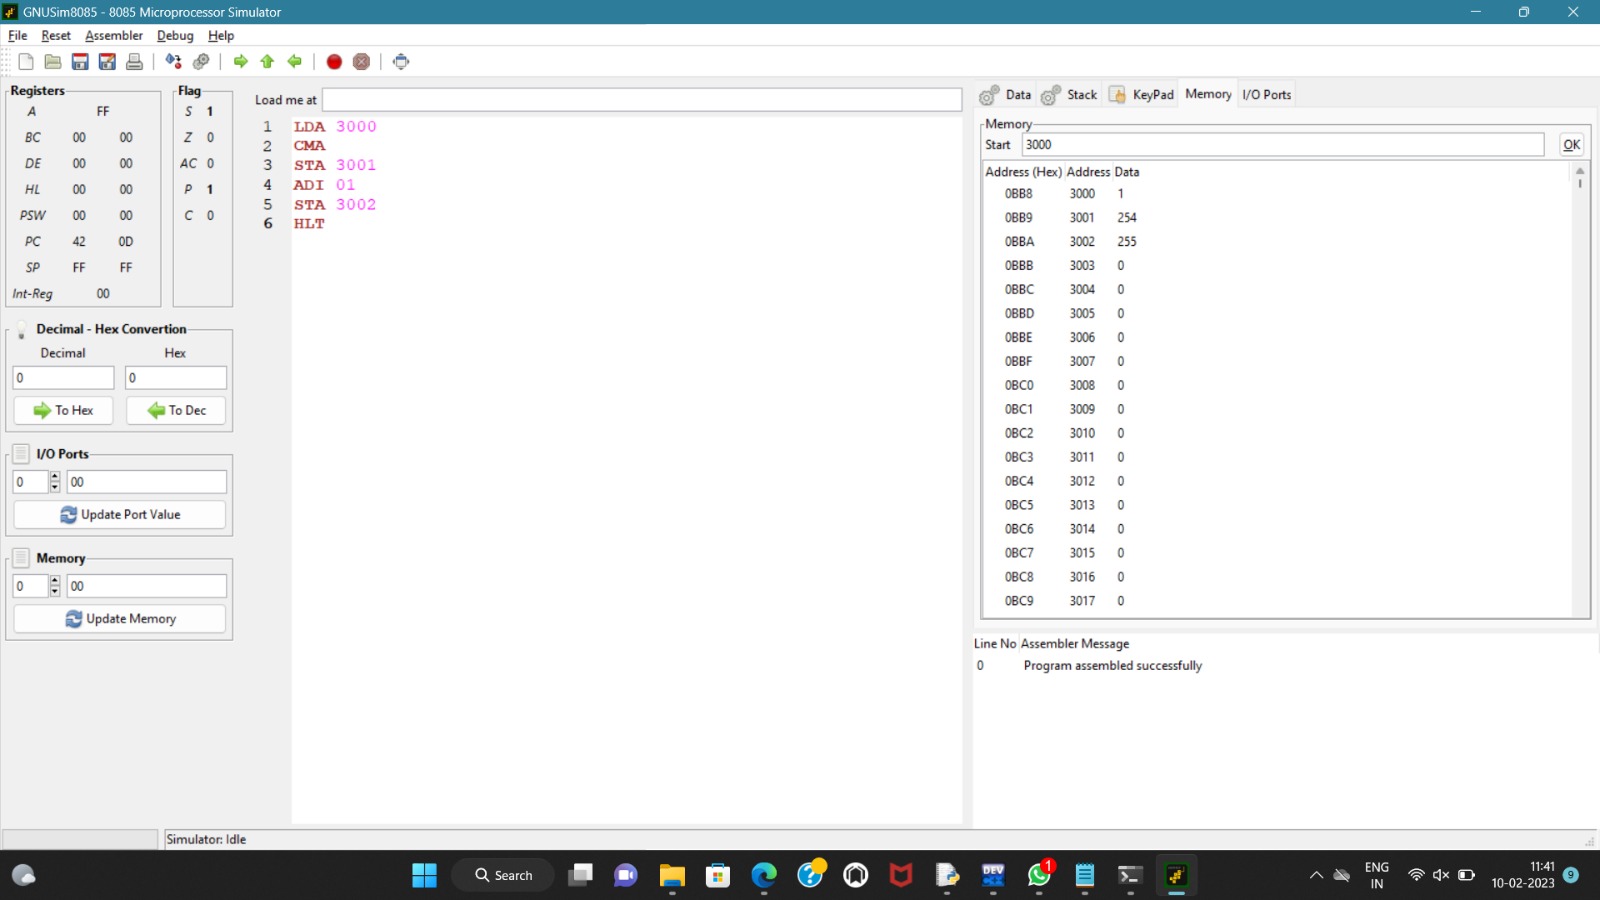 GNUSim8085 - 8085 Microprocessor Simulator
File Reset Assembler Debug Help
Registers
A FF
BC 00 00
DE 00 00
HL 00 00
PSW 00 00
PC 42 0D
SP FF FF
Int-Reg 00
Flag
S 1
Z 0
AC 0
P 1
C 0
Decimal - Hex Convertion
Decimal Hex
0 0
To Hex To Dec
I/O Ports
0 00
Update Port Value
Memory
0 00
Update Memory
Load me at
1 LDA 3000
2 CMA
3 STA 3001
4 ADI 01
5 STA 3002
6 HLT
Data Stack KeyPad Memory I/O Ports
Memory
Start 3000 OK
Address (Hex) Address Data
0BB8 3000 1
0BB9 3001 254
0BBA 3002 255
0BBB 3003 0
0BBC 3004 0
0BBD 3005 0
0BBE 3006 0
0BBF 3007 0
0BC0 3008 0
0BC1 3009 0
0BC2 3010 0
0BC3 3011 0
0BC4 3012 0
0BC5 3013 0
0BC6 3014 0
0BC7 3015 0
0BC8 3016 0
0BC9 3017 0
Line No Assembler Message
0 Program assembled successfully
Simulator: Idle
Search
DEV
1
ENG
IN
11:41
10-02-2023
9